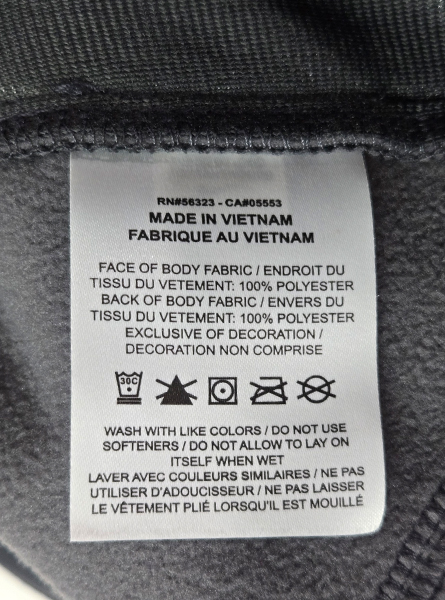 RN#56323 - CA#05553
MADE IN VIETNAM
FABRIQUE AU VIETNAM
FACE OF BODY FABRIC / ENDROIT DU
TISSU DU VETEMENT: 100% POLYESTER
BACK OF BODY FABRIC / ENVERS DU
TISSU DU VETEMENT: 100% POLYESTER
EXCLUSIVE OF DECORATION /
DECORATION NON COMPRISE
30C
WASH WITH LIKE COLORS / DO NOT USE
SOFTENERS / DO NOT ALLOW TO LAY ON
ITSELF WHEN WET
LAVER AVEC COULEURS SIMILAIRES / NE PAS
UTILISER D'ADOUCISSEUR / NE PAS LAISSER
LE VÊTEMENT PLIÉ LORSQU'IL EST MOUILLÉ